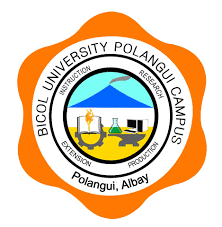 BICOL UNIVERSITY POLANGUI CAMPUS
INSTRUCTION
RESEARCH
EXTENSION
PRODUCTION
Polangui, Albay